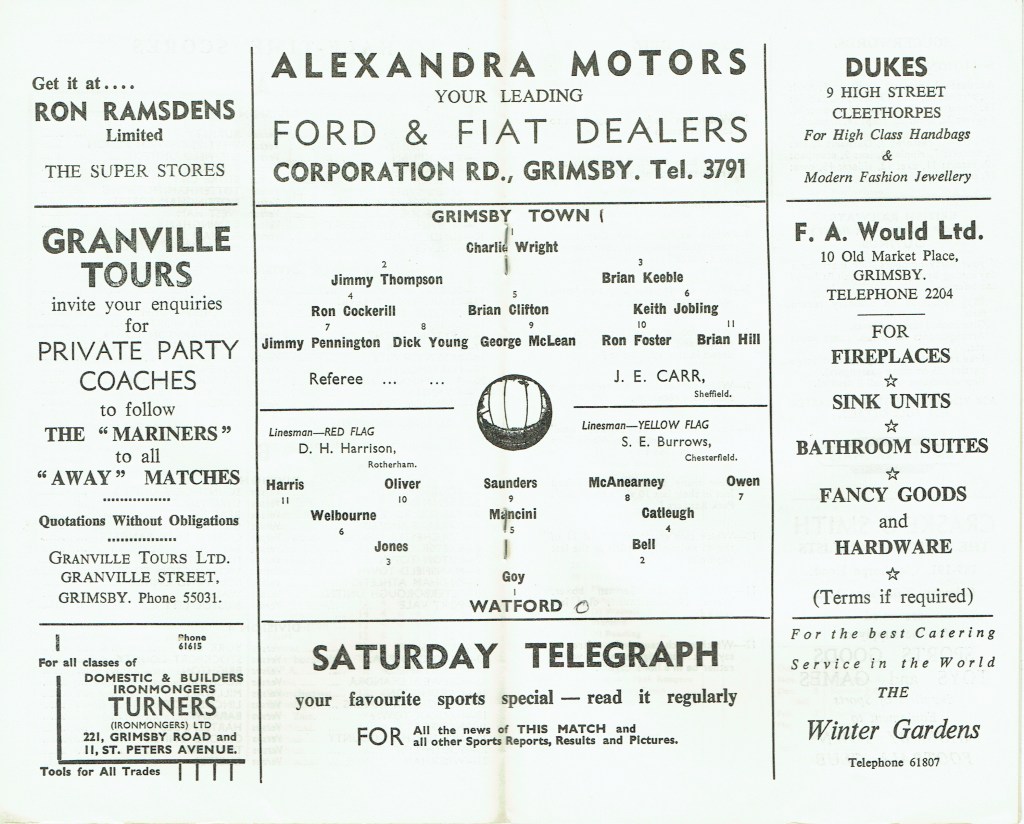 Get it at....
RON RAMSDENS
Limited
THE SUPER STORES
GRANVILLE
TOURS
invite your enquiries
for
PRIVATE PARTY
COACHES
to follow
THE "MARINERS"
to all
"AWAY" MATCHES
Quotations Without Obligations
GRANVILLE TOURS LTD.
GRANVILLE STREET,
GRIMSBY. Phone 55031.
Phone
61615
For all classes of
DOMESTIC & BUILDERS
IRONMONGERS
TURNERS
(IRONMONGERS) LTD
221, GRIMSBY ROAD and
11, ST. PETERS AVENUE.
Tools for All Trades
ALEXANDRA MOTORS
YOUR LEADING
FORD & FIAT DEALERS
CORPORATION RD., GRIMSBY. Tel. 3791
GRIMSBY TOWN 1
1
Charlie Wright
2 3
Jimmy Thompson Brian Keeble
4 5 6
Ron Cockerill Brian Clifton Keith Jobling
7 8 9 10 11
Jimmy Pennington Dick Young George McLean Ron Foster Brian Hill
Referee ... ... J. E. CARR,
Sheffield.
Linesman—RED FLAG
D. H. Harrison,
Rotherham.
Linesman—YELLOW FLAG
S. E. Burrows,
Chesterfield.
Harris Oliver Saunders McAnearney Owen
11 10 9 8 7
Welbourne Mancini Catleugh
6 5 4
Jones Bell
3 2
Goy
1
WATFORD 0
SATURDAY TELEGRAPH
your favourite sports special — read it regularly
FOR All the news of THIS MATCH and
all other Sports Reports, Results and Pictures.
DUKES
9 HIGH STREET
CLEETHORPES
For High Class Handbags
&
Modern Fashion Jewellery
F. A. Would Ltd.
10 Old Market Place,
GRIMSBY.
TELEPHONE 2204
FOR
FIREPLACES
SINK UNITS
BATHROOM SUITES
FANCY GOODS
and
HARDWARE
(Terms if required)
For the best Catering
Service in the World
THE
Winter Gardens
Telephone 61807